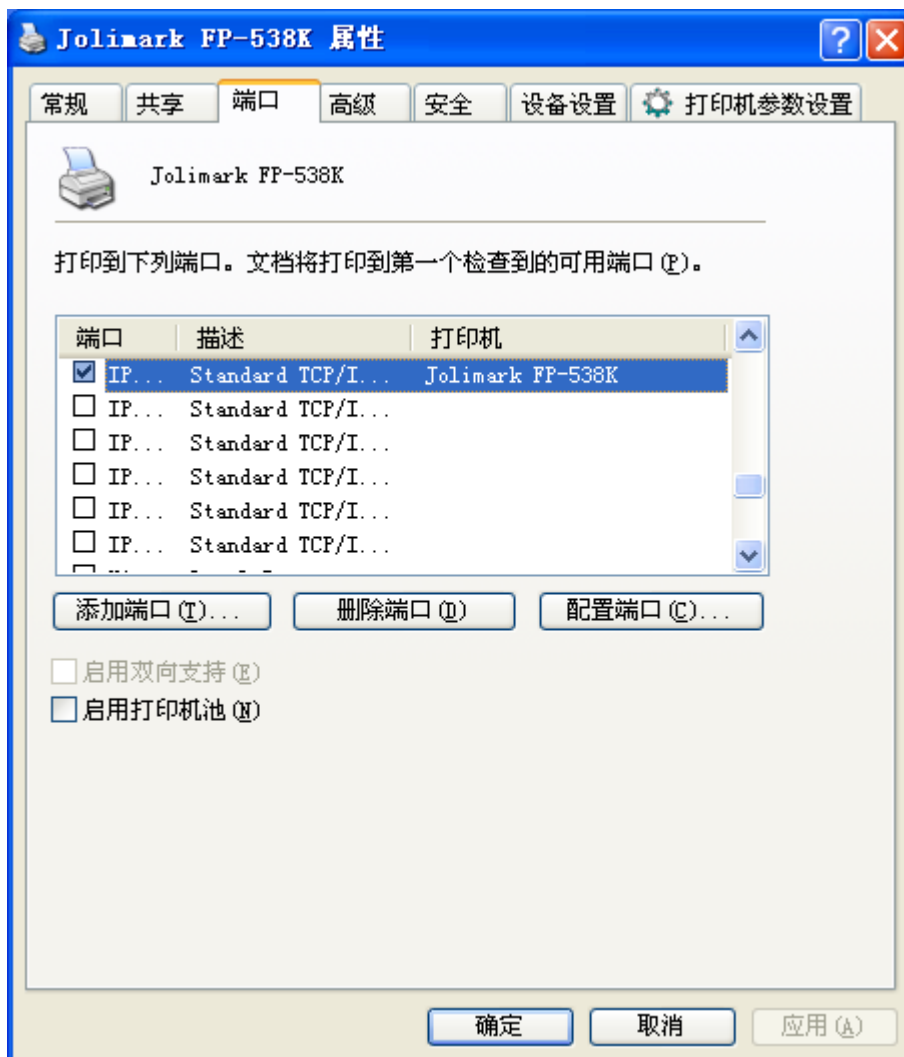 Jolimark FP-538K 属性
常规 共享 端口 高级 安全 设备设置 打印机参数设置
Jolimark FP-538K
打印到下列端口。文档将打印到第一个检查到的可用端口(P)。
端口 描述 打印机
IP... Standard TCP/I... Jolimark FP-538K
IP... Standard TCP/I...
IP... Standard TCP/I...
IP... Standard TCP/I...
IP... Standard TCP/I...
IP... Standard TCP/I...
添加端口(T)... 删除端口(D) 配置端口(C)...
启用双向支持(E)
启用打印机池(N)
确定 取消 应用(A)